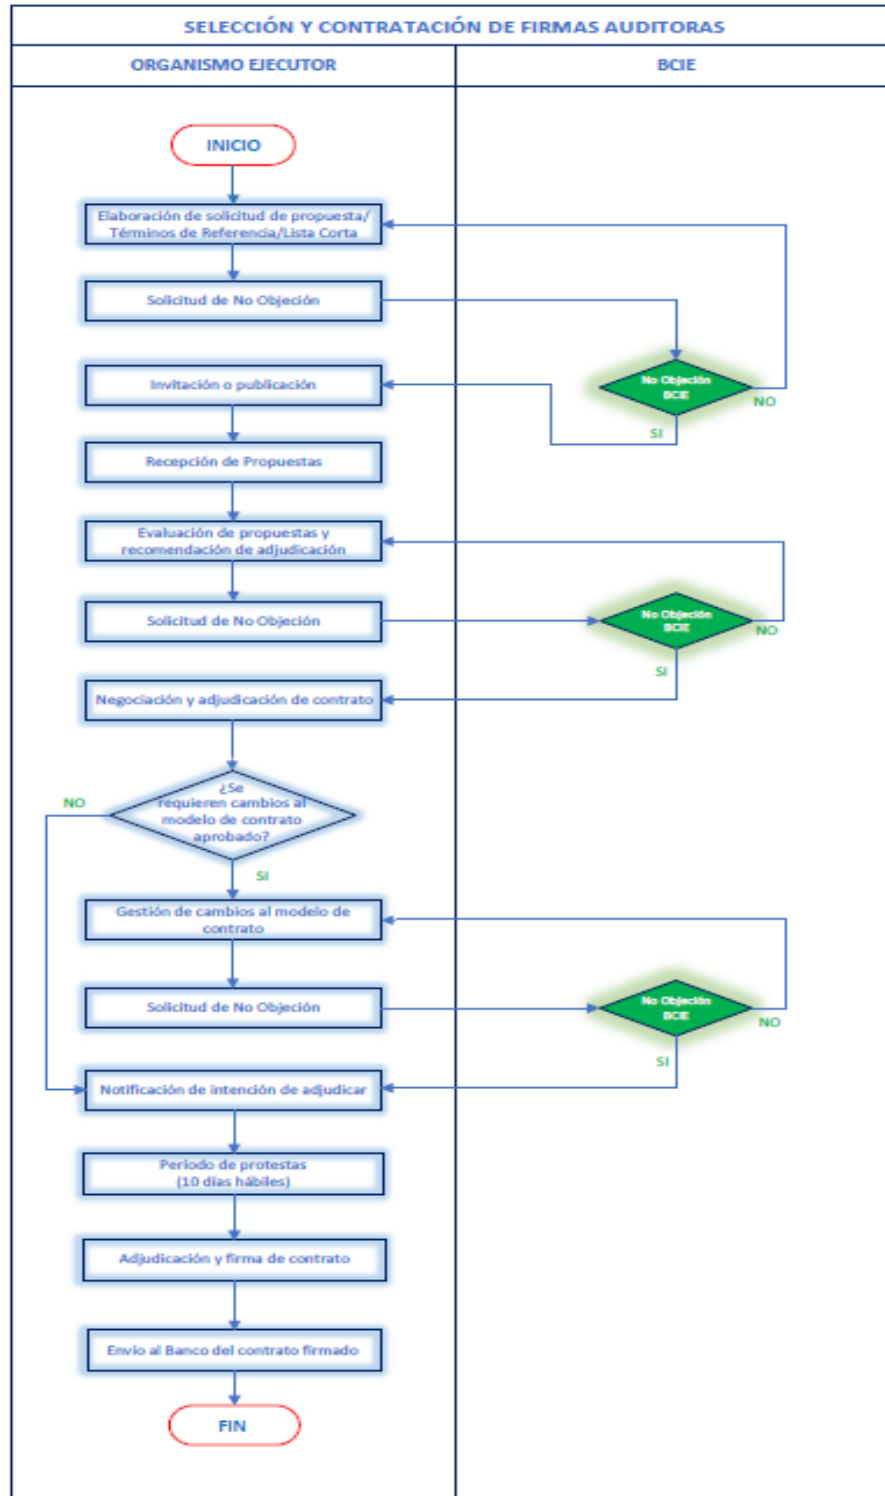 SELECCIÓN Y CONTRATACIÓN DE FIRMAS AUDITORAS
ORGANISMO EJECUTOR
BCIE
INICIO
Elaboración de solicitud de propuesta/
Términos de Referencia/Lista Corta
Solicitud de No Objeción
Invitación o publicación
No Objeción
BCIE
NO
SI
Recepción de Propuestas
Evaluación de propuestas y
recomendación de adjudicación
Solicitud de No Objeción
No Objeción
BCIE
NO
SI
Negociación y adjudicación de contrato
¿Se
requieren cambios al
modelo de contrato
aprobado?
NO
SI
Gestión de cambios al modelo de
contrato
Solicitud de No Objeción
No Objeción
BCIE
NO
SI
Notificación de intención de adjudicar
Período de protestas
(10 días hábiles)
Adjudicación y firma de contrato
Envío al Banco del contrato firmado
FIN